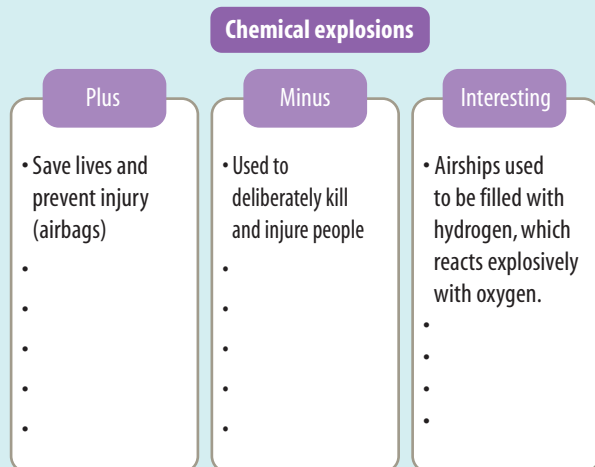 Chemical explosions
Plus
• Save lives and
prevent injury
(airbags)
•
•
•
•
•
Minus
• Used to
deliberately kill
and injure people
•
•
•
•
•
Interesting
• Airships used
to be filled with
hydrogen, which
reacts explosively
with oxygen.
•
•
•
•